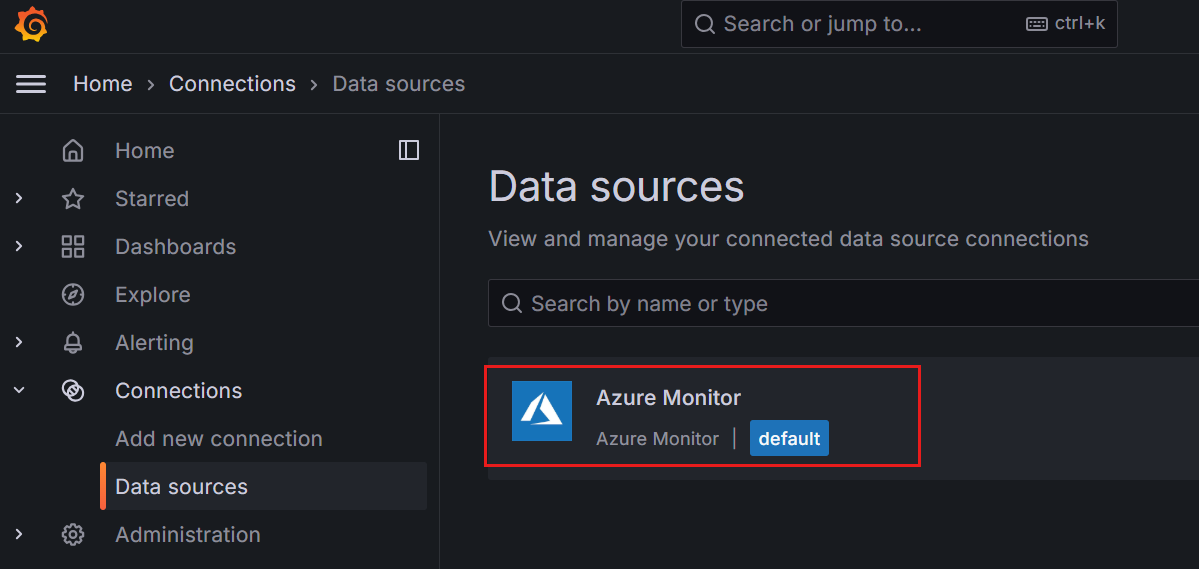 Search or jump to... ctrl+k
Home › Connections › Data sources
Home
Starred
Dashboards
Explore
Alerting
Connections
Add new connection
Data sources
Administration
Data sources
View and manage your connected data source connections
Search by name or type
Azure Monitor
Azure Monitor | default